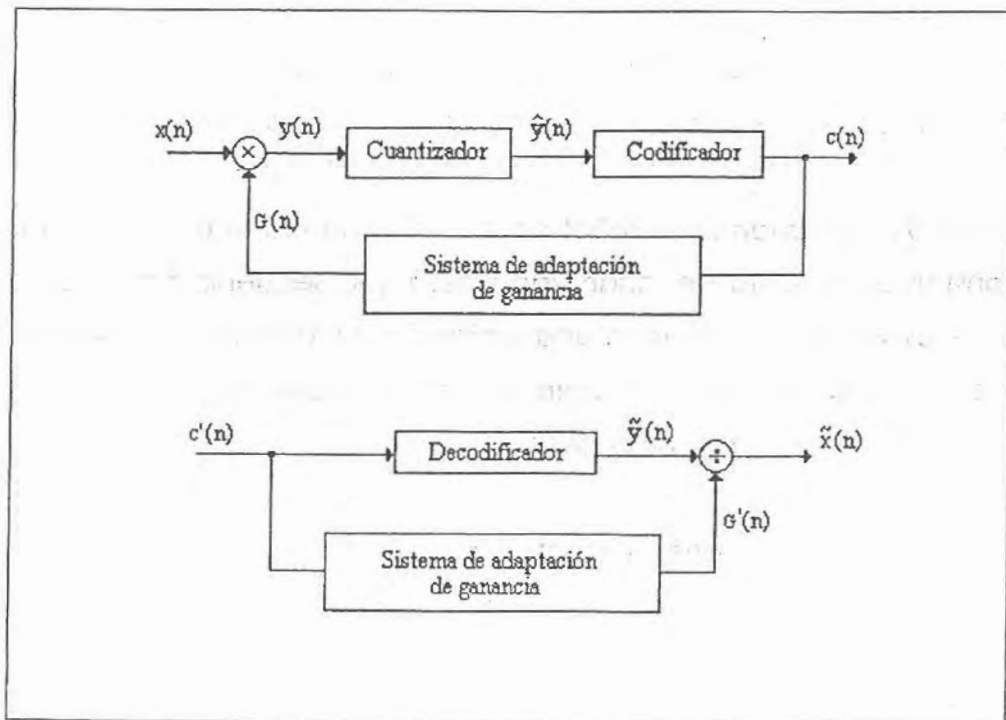 x(n)
y(n)
Cuantizador
ŷ(n)
Codificador
c(n)
G(n)
Sistema de adaptación
de ganancia
c'(n)
Decodificador
ỹ(n)
x̃(n)
G'(n)
Sistema de adaptación
de ganancia